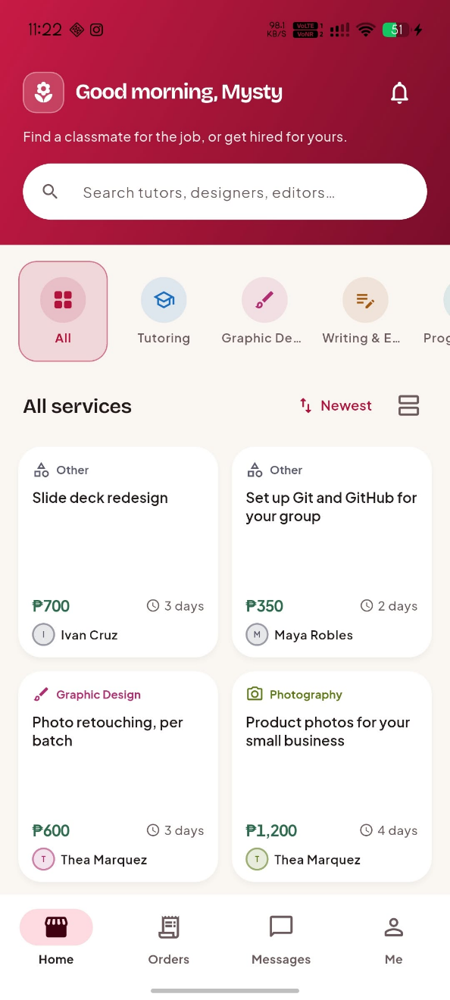 11:22
98.1 KB/S
VoLTE 1
VoNR 2
51
Good morning, Mysty
Find a classmate for the job, or get hired for yours.
Search tutors, designers, editors…
All
Tutoring
Graphic De…
Writing & E…
Prog
All services
Newest
Other
Slide deck redesign
₱700
3 days
I
Ivan Cruz
Other
Set up Git and GitHub for
your group
₱350
2 days
M
Maya Robles
Graphic Design
Photo retouching, per
batch
₱600
3 days
T
Thea Marquez
Photography
Product photos for your
small business
₱1,200
4 days
T
Thea Marquez
Home
Orders
Messages
Me